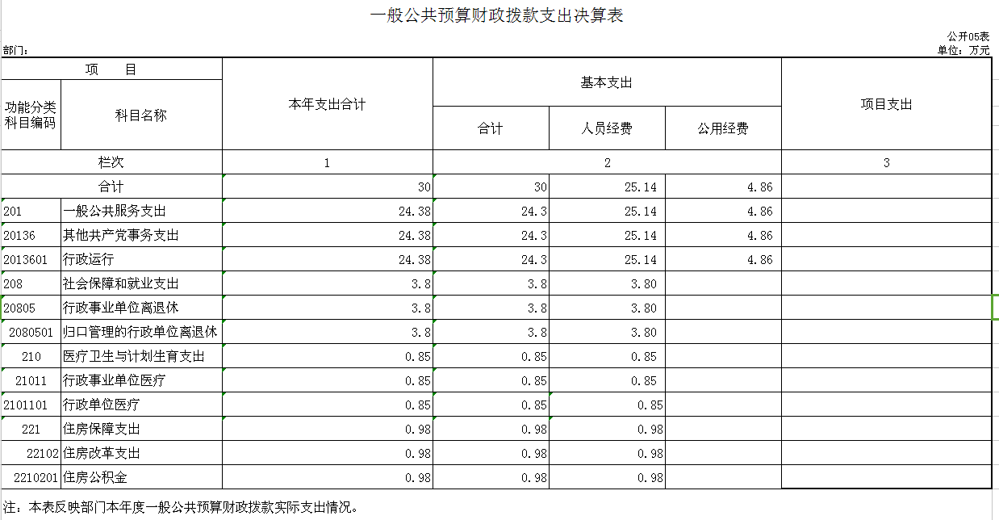 一般公共预算财政拨款支出决算表
公开05表
部门：
单位：万元
项 目
本年支出合计
基本支出
项目支出
功能分类
科目编码
科目名称
合计 人员经费 公用经费
栏次 1 2 3
合计 30 30 25.14 4.86
201 一般公共服务支出 24.38 24.3 25.14 4.86
20136 其他共产党事务支出 24.38 24.3 25.14 4.86
2013601 行政运行 24.38 24.3 25.14 4.86
208 社会保障和就业支出 3.8 3.8 3.80
20805 行政事业单位离退休 3.8 3.8 3.80
2080501 归口管理的行政单位离退休 3.8 3.8 3.80
210 医疗卫生与计划生育支出 0.85 0.85 0.85
21011 行政事业单位医疗 0.85 0.85 0.85
2101101 行政单位医疗 0.85 0.85 0.85
221 住房保障支出 0.98 0.98 0.98
22102 住房改革支出 0.98 0.98 0.98
2210201 住房公积金 0.98 0.98 0.98
注：本表反映部门本年度一般公共预算财政拨款实际支出情况。